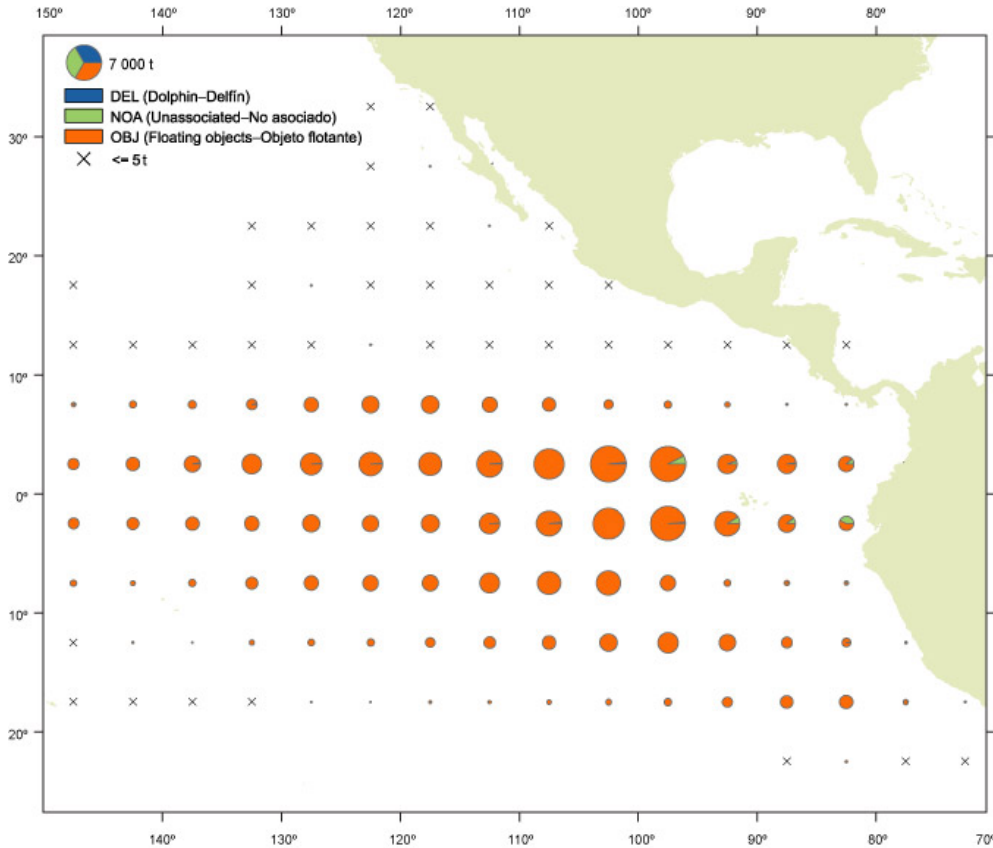 150º 140º 130º 120º 110º 100º 90º 80º
7 000 t
DEL (Dolphin–Delfín)
NOA (Unassociated–No asociado)
OBJ (Floating objects–Objeto flotante)
<= 5 t
30º
20º
10º
0º
10º
20º
140º 130º 120º 110º 100º 90º 80º 70º